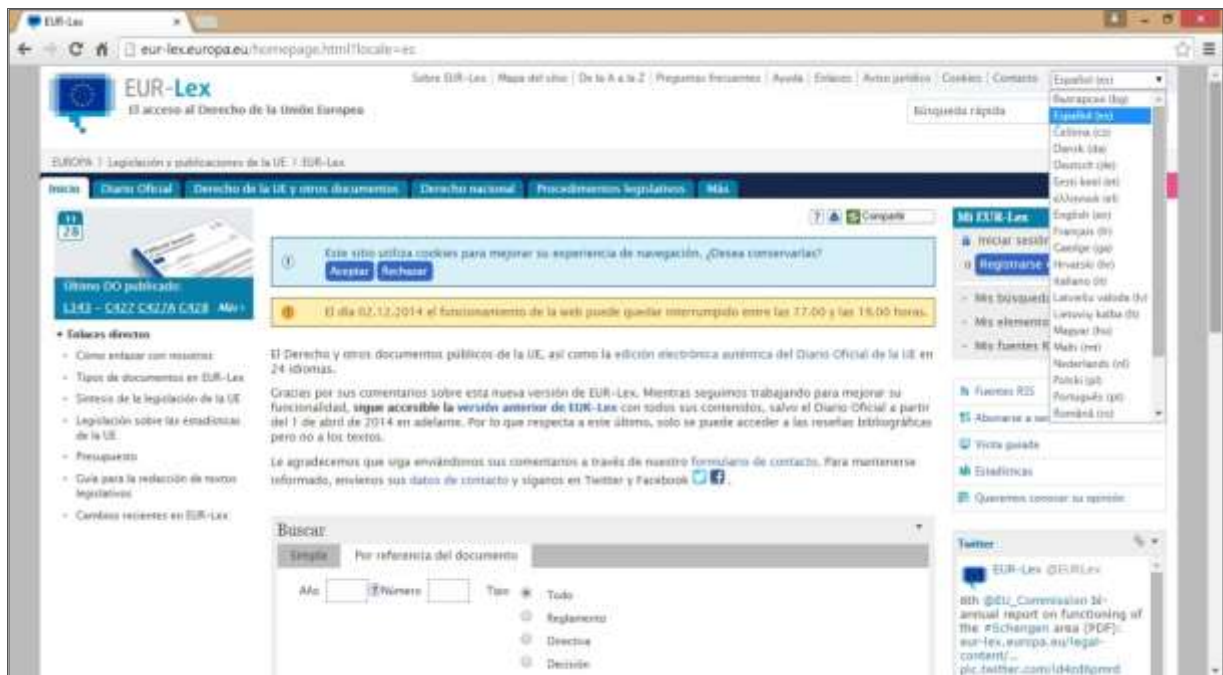 EUR-Lex
eur-lex.europa.eu/homepage.html?locale=es
Sobre EUR-Lex | Mapa del sitio | De la A a la Z | Preguntas frecuentes | Ayuda | Enlaces | Aviso jurídico | Cookies | Contacto
Español (es)
EUR-Lex
El acceso al Derecho de la Unión Europea
Búsqueda rápida
български (bg)
Español (es)
Čeština (cs)
Dansk (da)
Deutsch (de)
Eesti keel (et)
ελληνικά (el)
English (en)
Français (fr)
Gaeilge (ga)
Hrvatski (hr)
Italiano (it)
Latviešu valoda (lv)
Lietuvių kalba (lt)
Magyar (hu)
Malti (mt)
Nederlands (nl)
Polski (pl)
Português (pt)
Română (ro)
EUROPA | Legislación y publicaciones de la UE | EUR-Lex
Inicio
Diario Oficial
Derecho de la UE y otros documentos
Derecho nacional
Procedimientos legislativos
Más
11
28
Último DO publicado:
L343 - C427 C427A C428 Más
Enlaces directos
Cómo enlazar con nosotros
Tipos de documentos en EUR-Lex
Síntesis de la legislación de la UE
Legislación sobre las estadísticas
de la UE
Presupuesto
Guía para la redacción de textos
legislativos
Cambios recientes en EUR-Lex
? Compartir
Este sitio utiliza cookies para mejorar su experiencia de navegación. ¿Desea conservarlas?
Aceptar Rechazar
El día 02.12.2014 el funcionamiento de la web puede quedar interrumpido entre las 17.00 y las 18.00 horas.
El Derecho y otros documentos públicos de la UE, así como la edición electrónica auténtica del Diario Oficial de la UE en
24 idiomas.
Gracias por sus comentarios sobre esta nueva versión de EUR-Lex. Mientras seguimos trabajando para mejorar su
funcionalidad, sigue accesible la versión anterior de EUR-Lex con todos sus contenidos, salvo el Diario Oficial a partir
del 1 de abril de 2014 en adelante. Por lo que respecta a este último, solo se puede acceder a las reseñas bibliográficas
pero no a los textos.
Le agradecemos que siga enviándonos sus comentarios a través de nuestro formulario de contacto. Para mantenerse
informado, envíenos sus datos de contacto y síganos en Twitter y Facebook
Buscar
Simple
Por referencia del documento
Año
Número
Tipo
Todo
Reglamento
Directiva
Decisión
Mi EUR-Lex
Iniciar sesión
o Registrarse
Mis búsquedas
Mis elementos
Mis fuentes R
Fuentes RSS
Abonarse a
Visita guiada
Estadísticas
Queremos conocer su opinión
Twitter
EUR-Lex @EURLex
8th @EU_Commission bi-
annual report on functioning of
the #Schengen area (PDF):
eur-lex.europa.eu/legal-
content/…